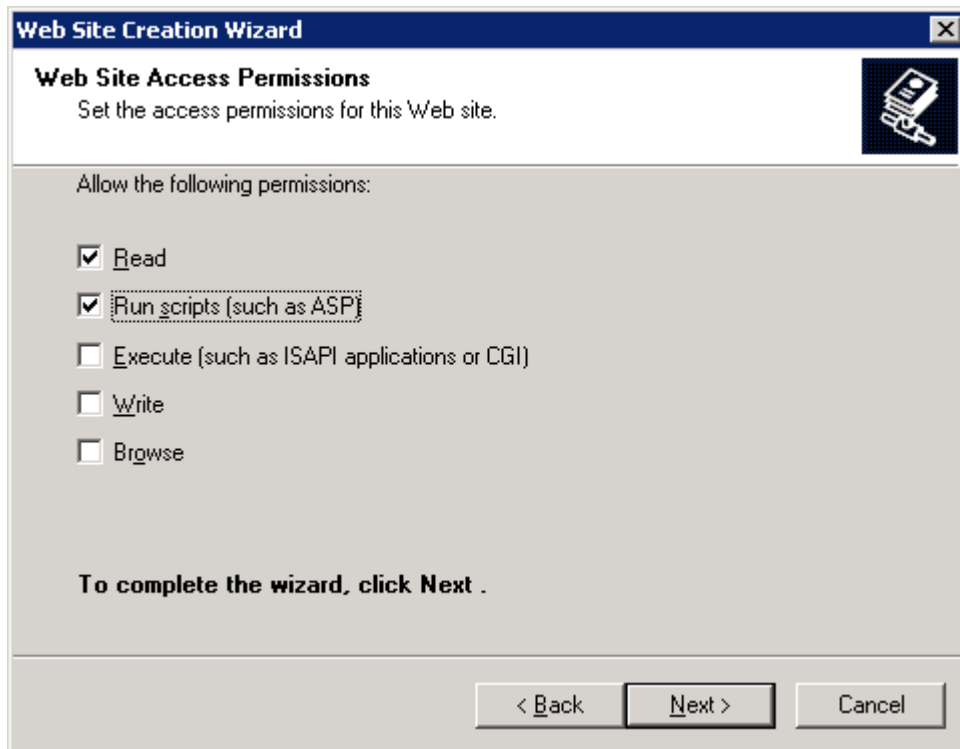 Web Site Creation Wizard
Web Site Access Permissions
Set the access permissions for this Web site.
Allow the following permissions:
Read
Run scripts (such as ASP)
Execute (such as ISAPI applications or CGI)
Write
Browse
To complete the wizard, click Next .
< Back Next > Cancel